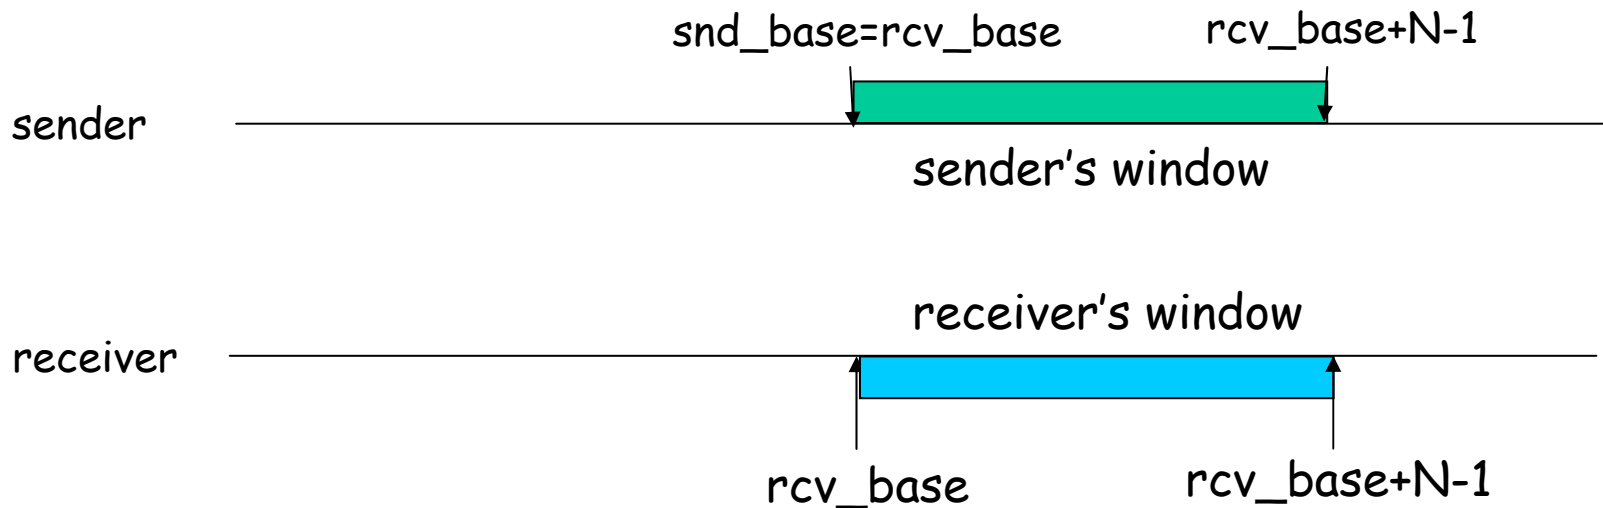 snd_base=rcv_base
rcv_base+N-1
sender
sender's window
receiver's window
receiver
rcv_base
rcv_base+N-1